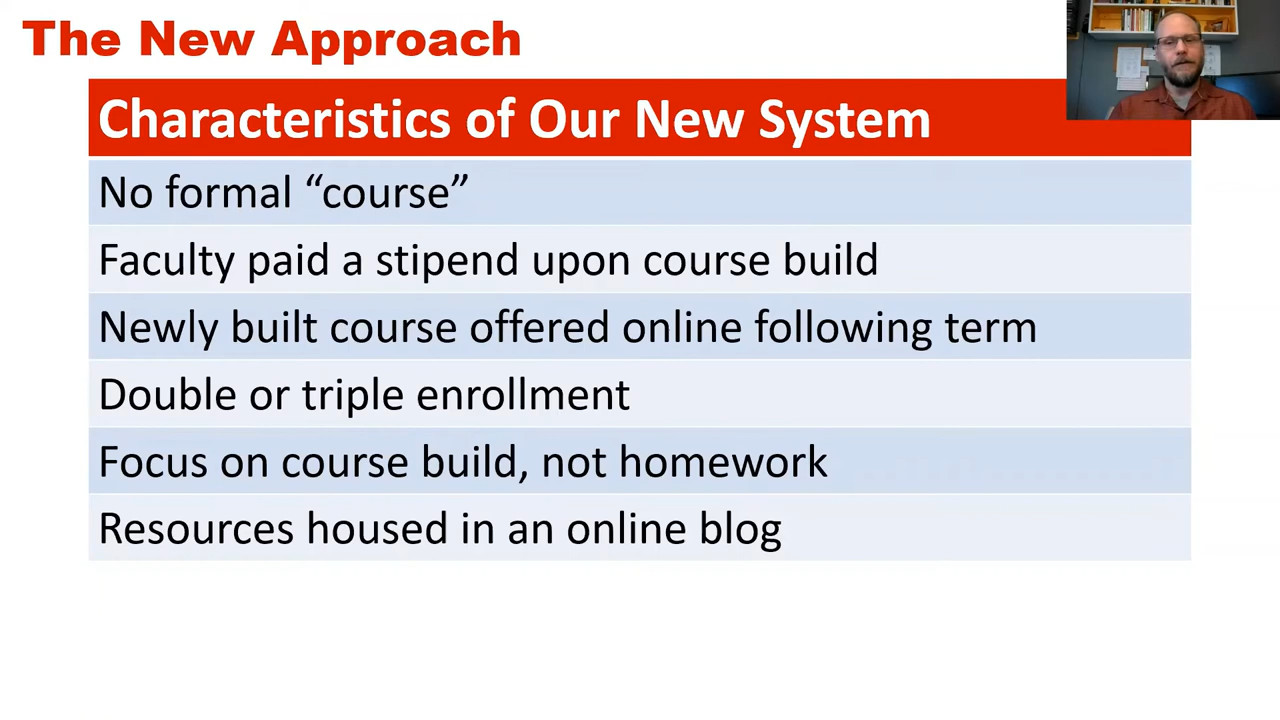 The New Approach
Characteristics of Our New System
No formal “course”
Faculty paid a stipend upon course build
Newly built course offered online following term
Double or triple enrollment
Focus on course build, not homework
Resources housed in an online blog